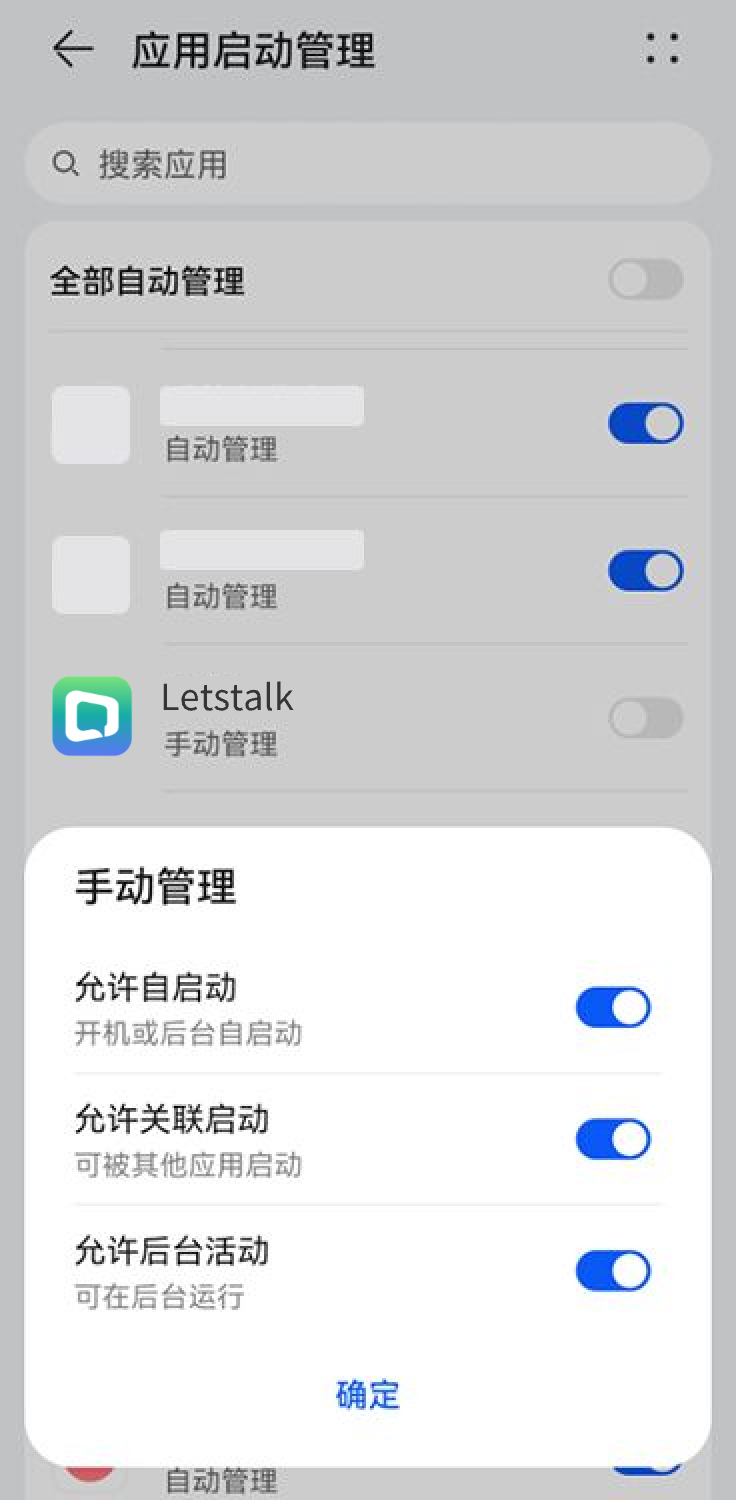 应用启动管理
搜索应用
全部自动管理
自动管理
自动管理
Letstalk
手动管理
手动管理
允许自启动
开机或后台自启动
允许关联启动
可被其他应用启动
允许后台活动
可在后台运行
确定
自动管理